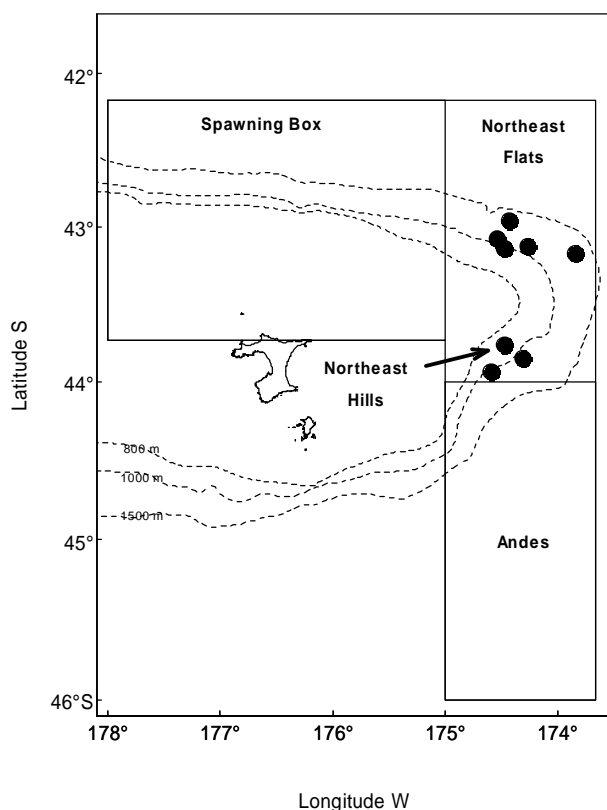 42°
43°
44°
45°
46°S
Latitude S
Spawning Box
Northeast
Flats
Northeast
Hills
800 m
1000 m
1500 m
Andes
178°
177°
176°
175°
174°
Longitude W